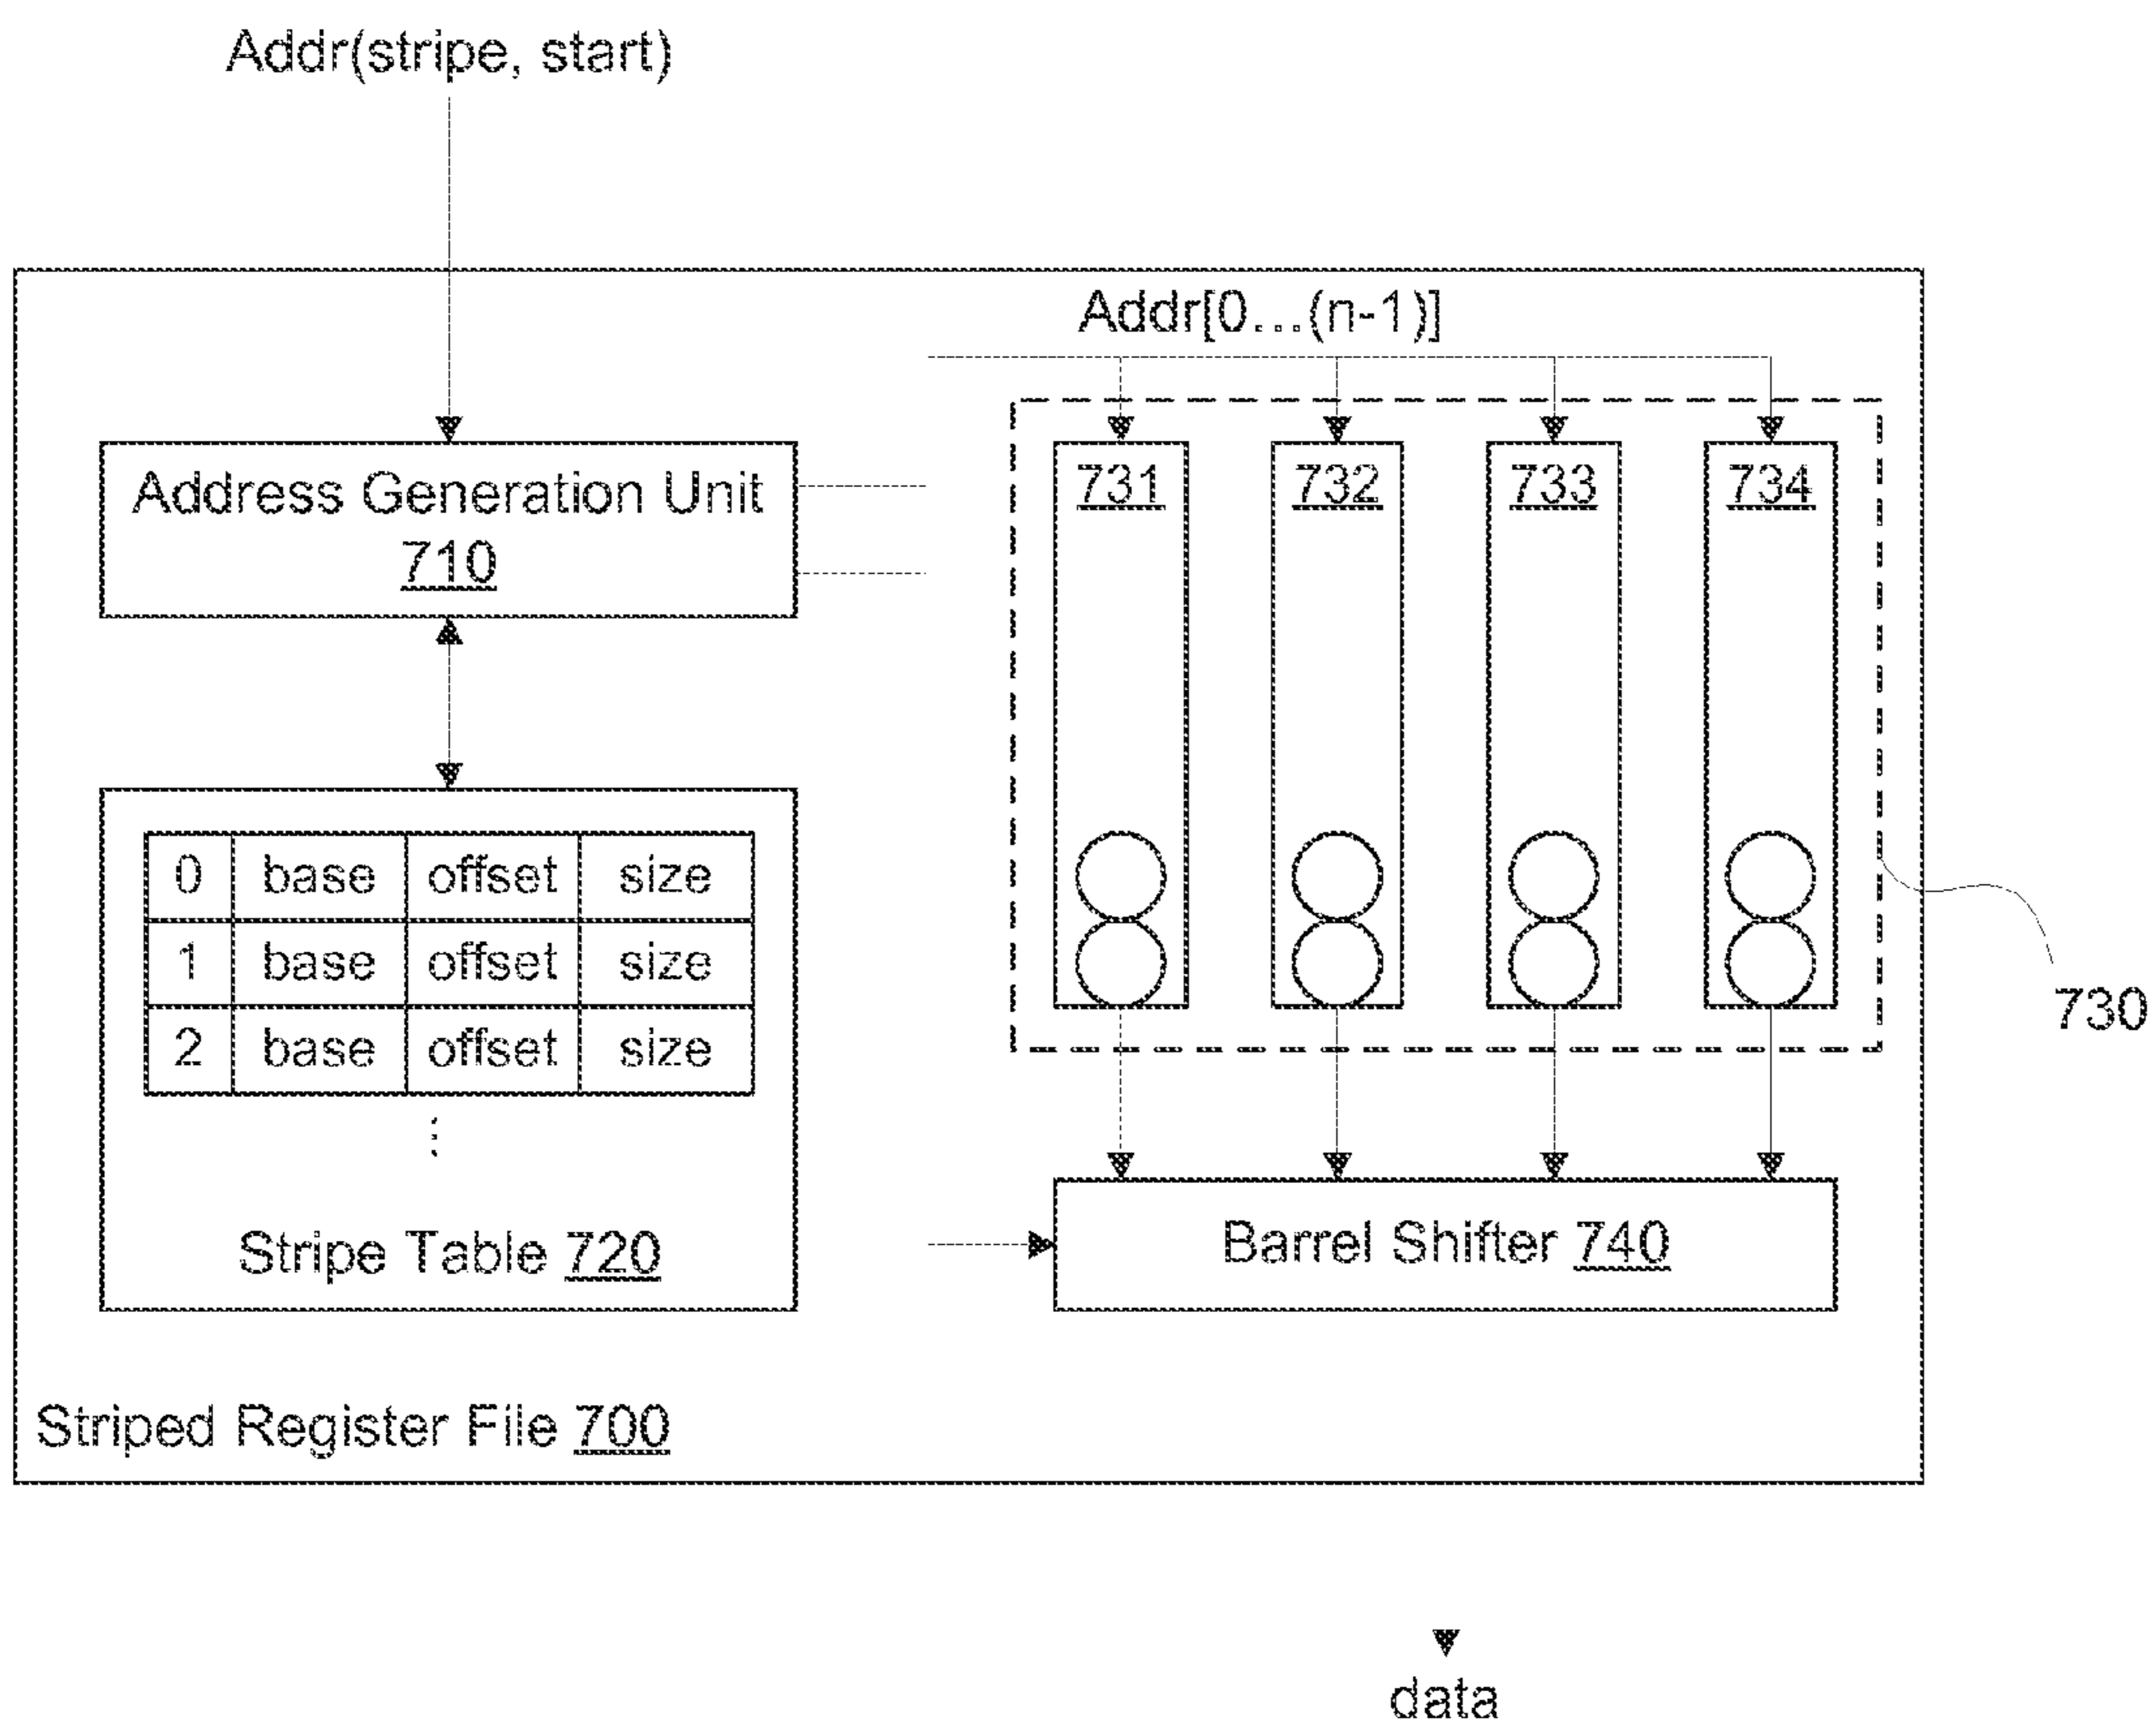 Addr(stripe, start)
Addr[0...(n-1)]
Address Generation Unit
710
731 732 733 734
0 base offset size
1 base offset size
2 base offset size
⋮
Stripe Table 720
730
Barrel Shifter 740
Striped Register File 700
data